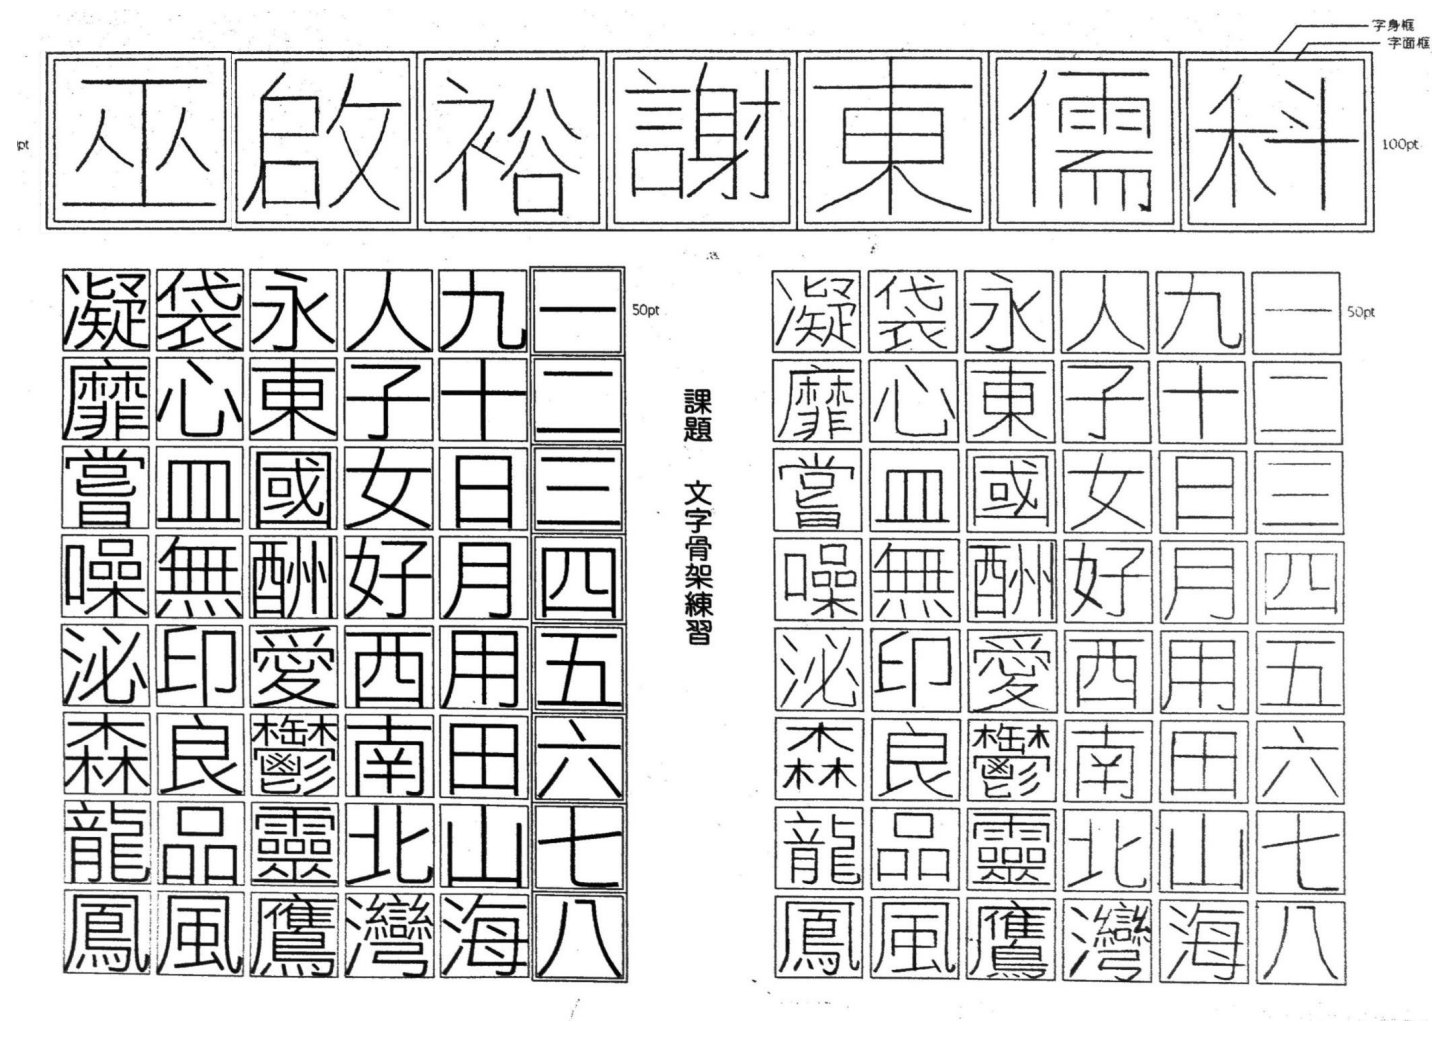 字身框
字面框
巫啟裕謝東儒科
100pt
50pt
一二三四五六七八
九十日月用田山海
人子女好西南北灣
永東國酬愛鬱靈鷹
袋心皿無印良品風
凝靡嘗噪泌森龍鳳
課題 文字骨架練習
50pt
一二三四五六七八
九十日月用田山海
人子女好西南北灣
永東國酬愛鬱靈鷹
袋心皿無印良品風
凝靡嘗噪泌森龍鳳